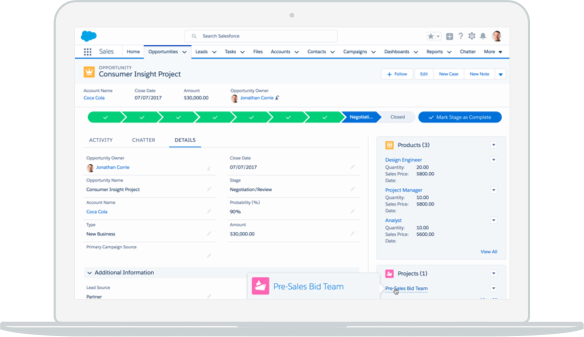 Search Salesforce
Sales Home Opportunities Leads Tasks Files Accounts Contacts Campaigns Dashboards Reports Chatter More
OPPORTUNITY
Consumer Insight Project
+ Follow Edit New Case New Note
Account Name Close Date Amount Opportunity Owner
Coca Cola 07/07/2017 $30,000.00 Jonathan Corrie
Negotiati... Closed Mark Stage as Complete
ACTIVITY CHATTER DETAILS
Opportunity Owner
Jonathan Corrie
Close Date
07/07/2017
Opportunity Name
Consumer Insight Project
Stage
Negotiation/Review
Account Name
Coca Cola
Probability (%)
90%
Type
New Business
Amount
$30,000.00
Primary Campaign Source
Additional Information
Lead Source
Partner
Products (3)
Design Engineer
Quantity: 20.00
Sales Price: $800.00
Date:
Project Manager
Quantity: 10.00
Sales Price: $800.00
Date:
Analyst
Quantity: 10.00
Sales Price: $600.00
Date:
View All
Projects (1)
Pre-Sales Bid Team
Pre-Sales Bid Team